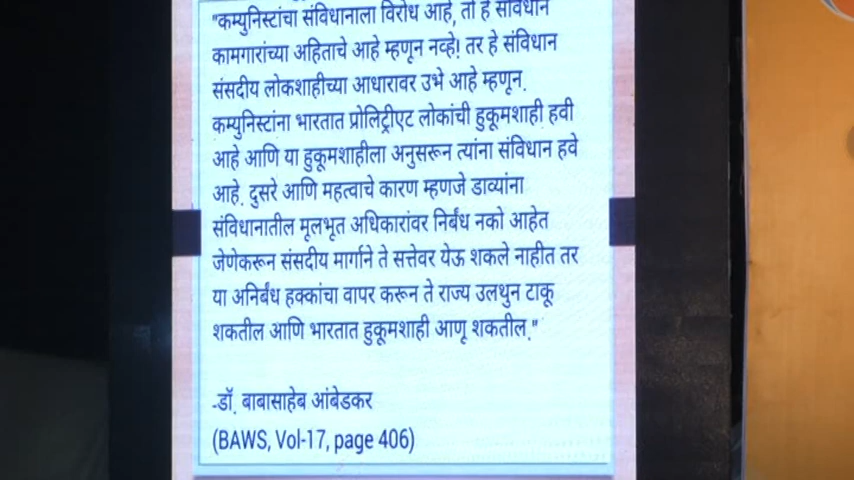 "कम्युनिस्टांचा संविधानाला विरोध आहे, तो हे संविधान
कामगारांच्या अहिताचे आहे म्हणून नव्हे! तर हे संविधान
संसदीय लोकशाहीच्या आधारावर उभे आहे म्हणून.
कम्युनिस्टांना भारतात प्रोलिट्रीएट लोकांची हुकूमशाही हवी
आहे आणि या हुकूमशाहीला अनुसरून त्यांना संविधान हवे
आहे. दुसरे आणि महत्वाचे कारण म्हणजे डाव्यांना
संविधानातील मूलभूत अधिकारांवर निर्बंध नको आहेत
जेणेकरून संसदीय मार्गाने ते सत्तेवर येऊ शकले नाहीत तर
या अनिर्बंध हक्कांचा वापर करून ते राज्य उलथुन टाकू
शकतील आणि भारतात हुकूमशाही आणू शकतील."
-डॉ. बाबासाहेब आंबेडकर
(BAWS, Vol-17, page 406)